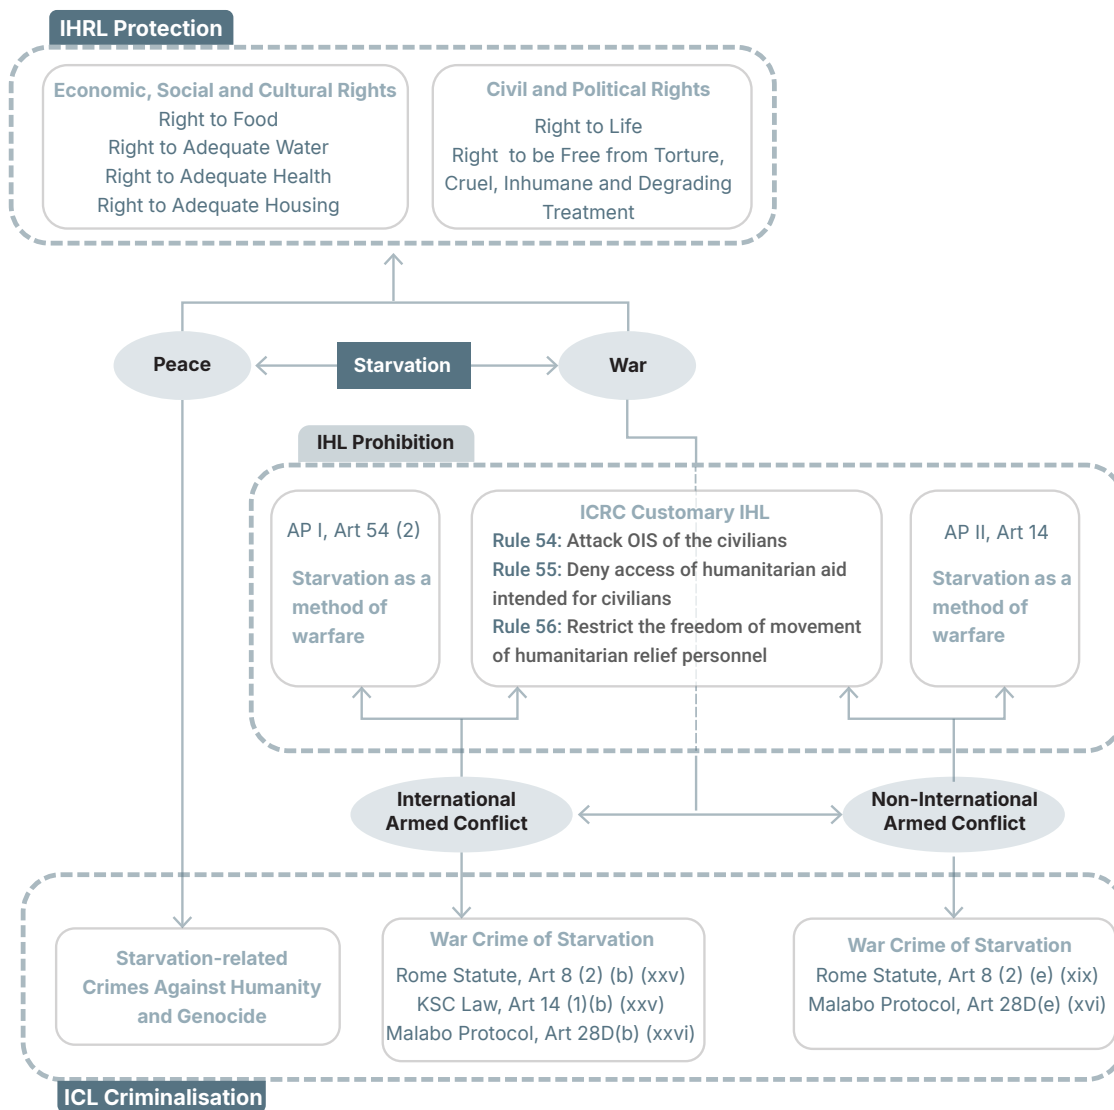 IHRL Protection
Economic, Social and Cultural Rights
Right to Food
Right to Adequate Water
Right to Adequate Health
Right to Adequate Housing
Civil and Political Rights
Right to Life
Right to be Free from Torture,
Cruel, Inhumane and Degrading
Treatment
Peace
Starvation
War
IHL Prohibition
AP I, Art 54 (2)
Starvation as a
method of
warfare
ICRC Customary IHL
Rule 54: Attack OIS of the civilians
Rule 55: Deny access of humanitarian aid
intended for civilians
Rule 56: Restrict the freedom of movement
of humanitarian relief personnel
AP II, Art 14
Starvation as a
method of
warfare
International
Armed Conflict
Non-International
Armed Conflict
Starvation-related
Crimes Against Humanity
and Genocide
War Crime of Starvation
Rome Statute, Art 8 (2) (b) (xxv)
KSC Law, Art 14 (1)(b) (xxv)
Malabo Protocol, Art 28D(b) (xxvi)
War Crime of Starvation
Rome Statute, Art 8 (2) (e) (xix)
Malabo Protocol, Art 28D(e) (xvi)
ICL Criminalisation